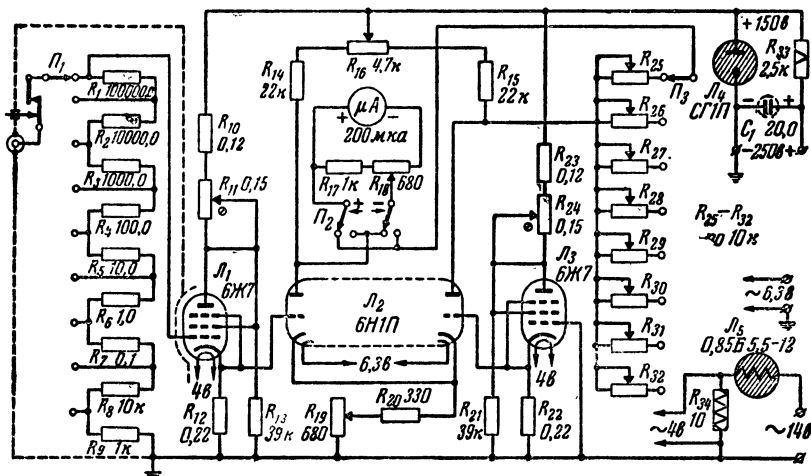 П₁
R₁ 100000,0
R₂ 10000,0
R₃ 1000,0
R₄ 100,0
R₅ 10,0
R₆ 1,0
R₇ 0,1
R₈ 10к
R₉ 1к
R₁₀
0,12
R₁₁ 0,15
Л₁
6Ж7
4в
R₁₂
0,22
R₁₃
39к
R₁₄
22к
R₁₆ 4,7к
R₁₅
22к
+ μА −
200мка
R₁₇ 1к
R₁₈ 680
П₂
+
−
Л₂
6Н1П
6,3в
R₁₉
680
R₂₀ 330
R₂₁
39к
R₂₂
0,22
R₂₃
0,12
R₂₄
0,15
Л₃
6Ж7
4в
R₂₅
П₃
R₂₆
R₂₇
R₂₈
R₂₉
R₃₀
R₃₁
R₃₂
+150в
Л₄
СГ1П
R₃₃
2,5к
− +
C₁ 20,0
−250в+
R₂₅–R₃₂
по 10к
~6,3в
Л₅
0,85Б5,5-12
R₃₄
10
~4в
~14в